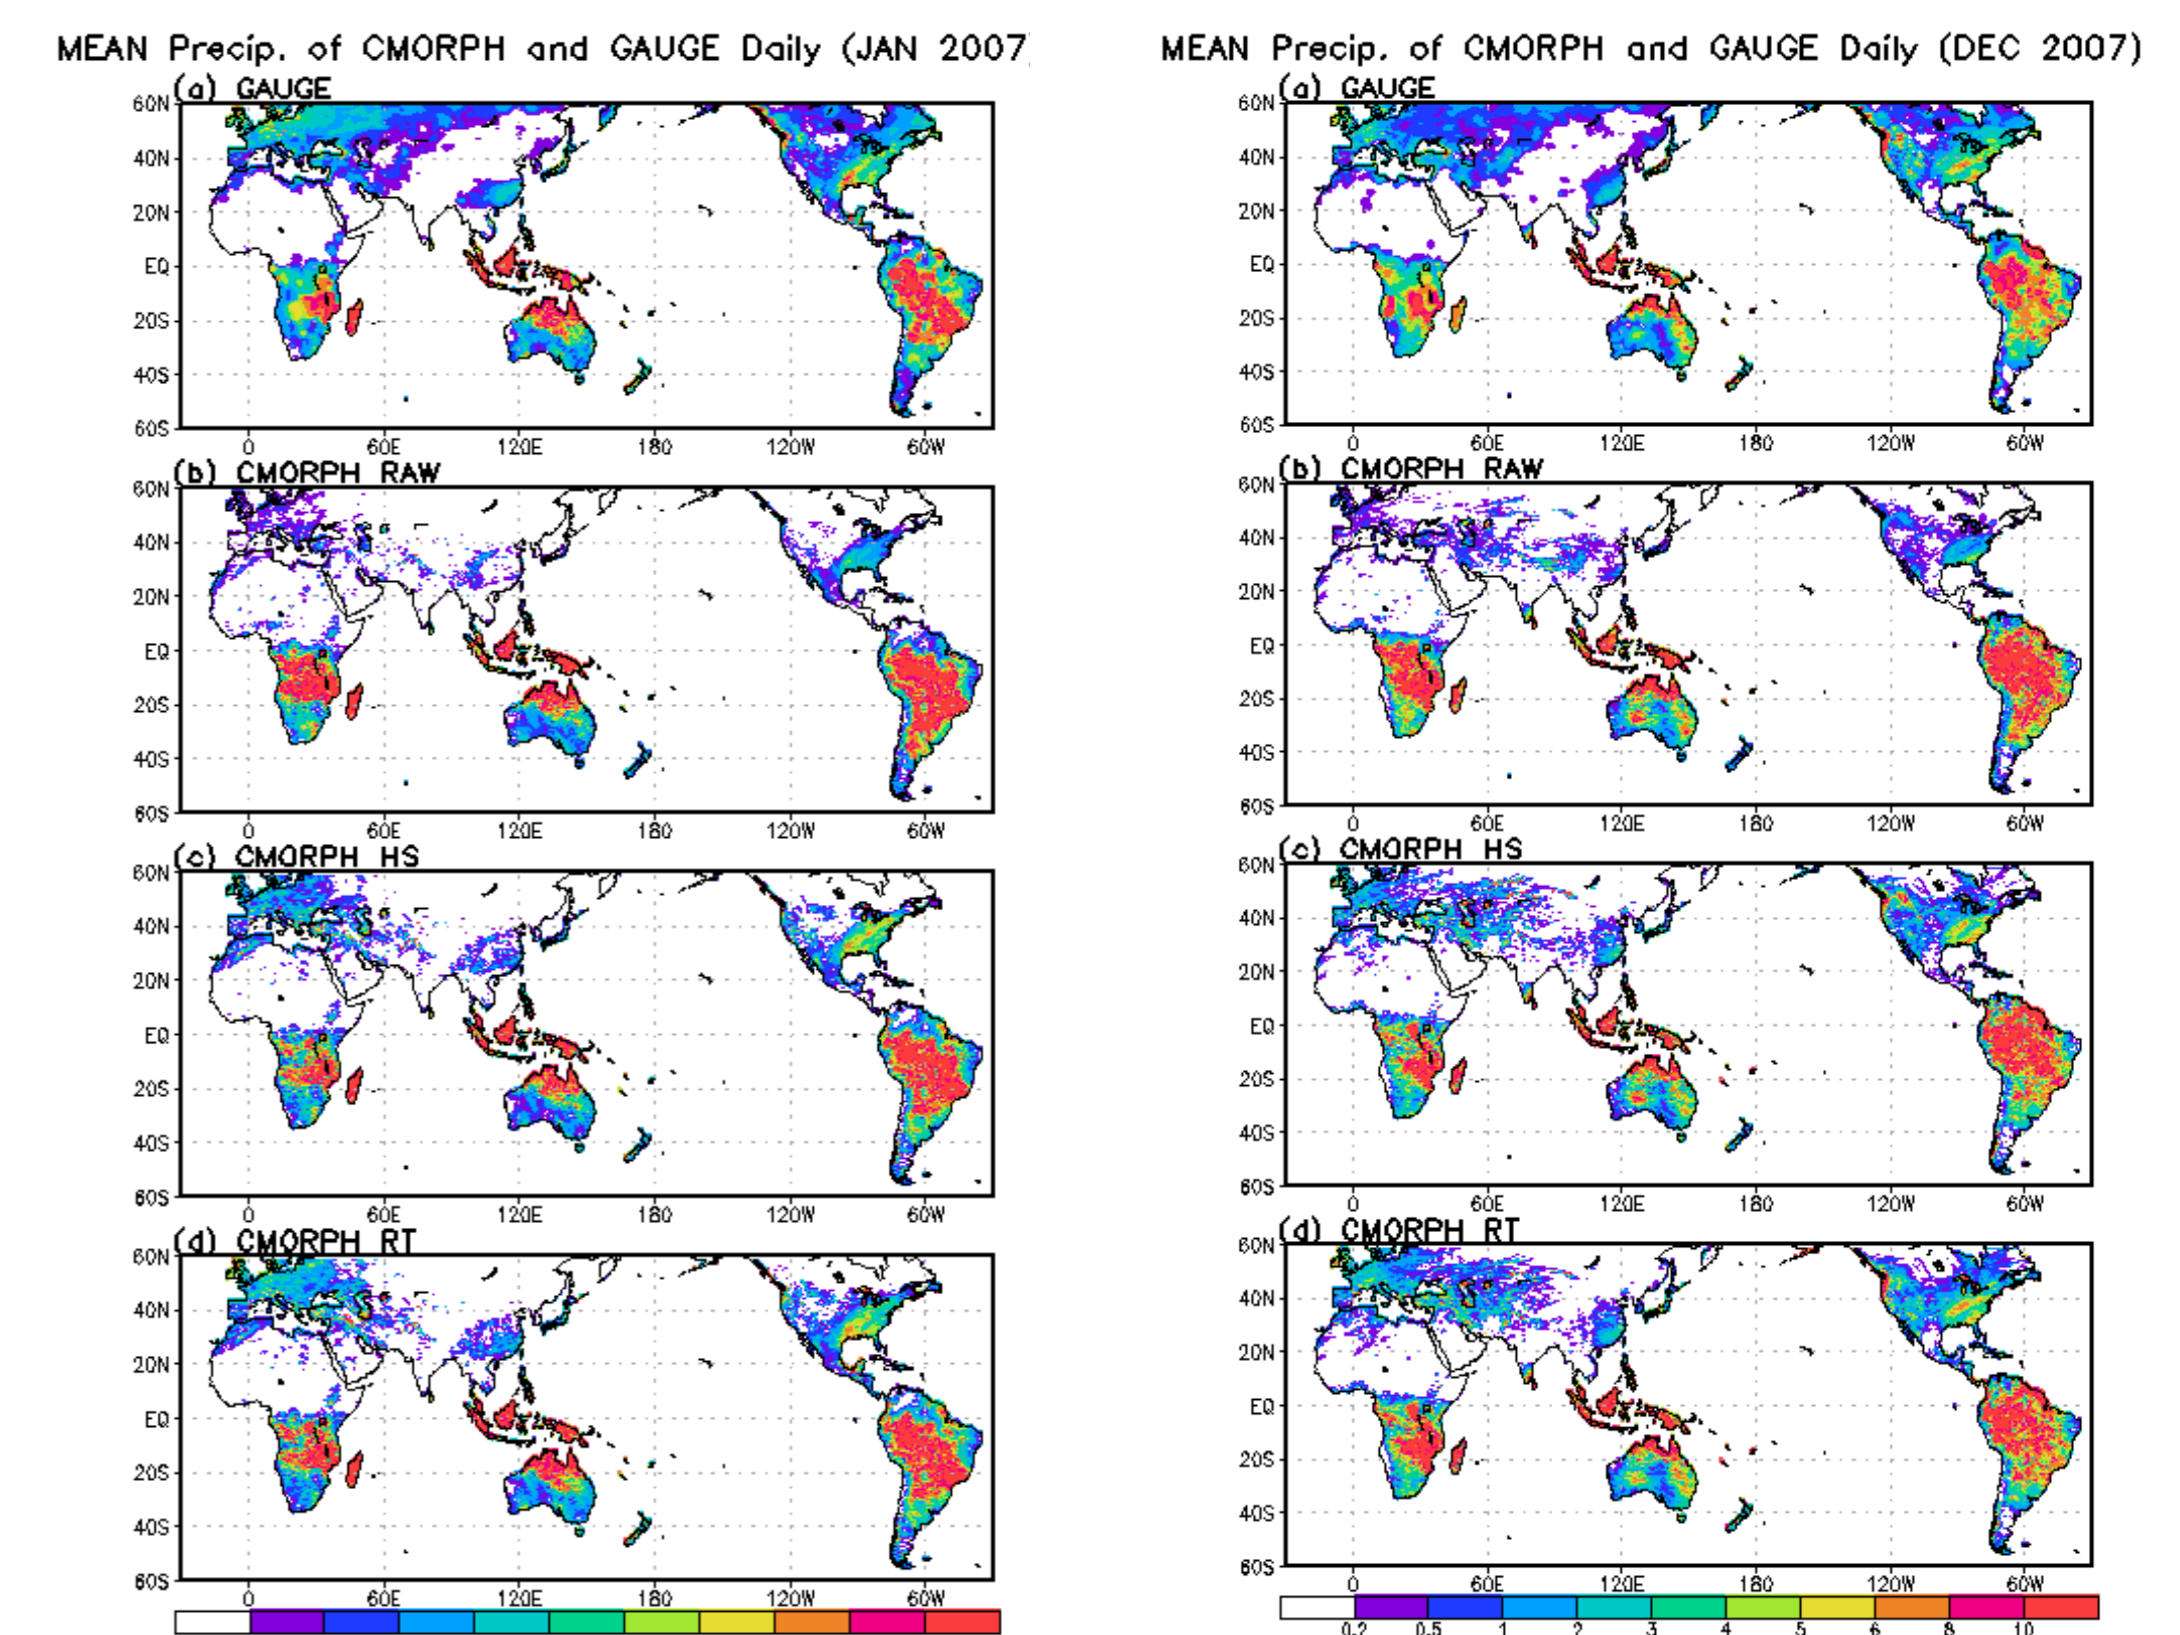 MEAN Precip. of CMORPH and GAUGE Daily (JAN 2007)
(a) GAUGE
60N
40N
20N
EQ
20S
40S
60S
0 60E 120E 180 120W 60W
(b) CMORPH RAW
60N
40N
20N
EQ
20S
40S
60S
0 60E 120E 180 120W 60W
(c) CMORPH HS
60N
40N
20N
EQ
20S
40S
60S
0 60E 120E 180 120W 60W
(d) CMORPH RT
60N
40N
20N
EQ
20S
40S
60S
0 60E 120E 180 120W 60W
MEAN Precip. of CMORPH and GAUGE Daily (DEC 2007)
(a) GAUGE
60N
40N
20N
EQ
20S
40S
60S
0 60E 120E 180 120W 60W
(b) CMORPH RAW
60N
40N
20N
EQ
20S
40S
60S
0 60E 120E 180 120W 60W
(c) CMORPH HS
60N
40N
20N
EQ
20S
40S
60S
0 60E 120E 180 120W 60W
(d) CMORPH RT
60N
40N
20N
EQ
20S
40S
60S
0 60E 120E 180 120W 60W
0.2 0.5 1 2 3 4 5 6 8 10